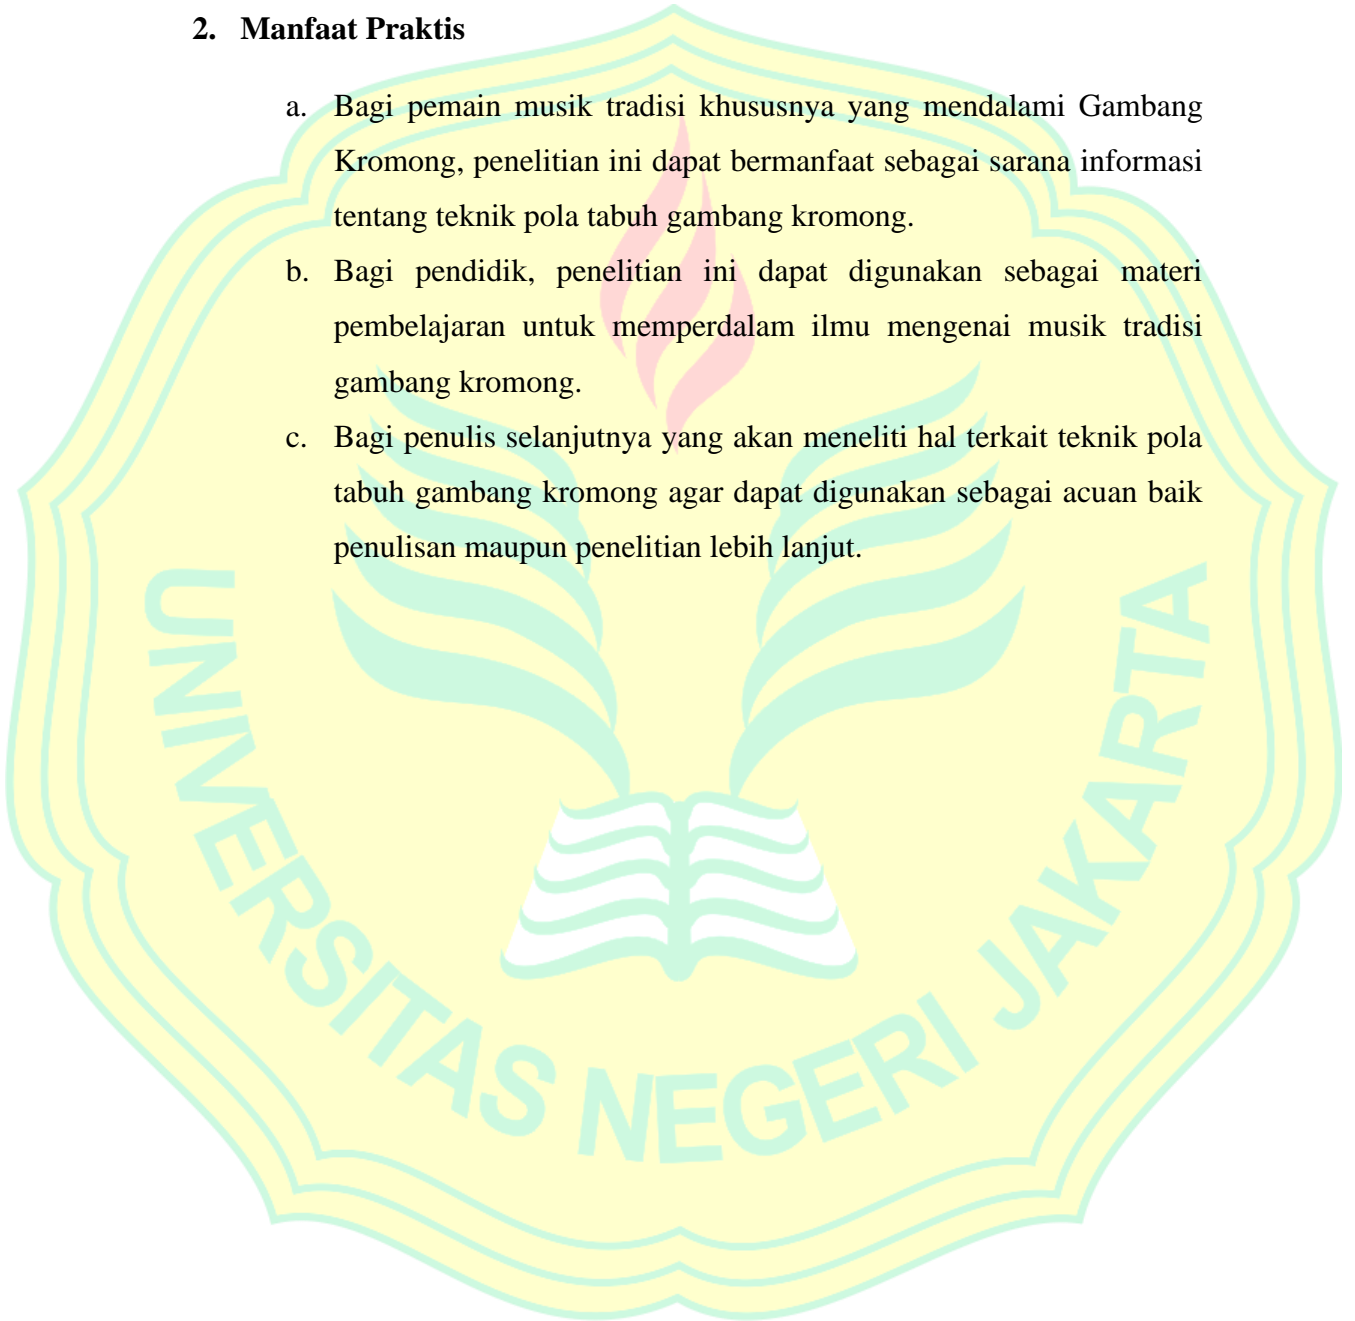 2. Manfaat Praktis
a. Bagi pemain musik tradisi khususnya yang mendalami Gambang
Kromong, penelitian ini dapat bermanfaat sebagai sarana informasi
tentang teknik pola tabuh gambang kromong.
b. Bagi pendidik, penelitian ini dapat digunakan sebagai materi
pembelajaran untuk memperdalam ilmu mengenai musik tradisi
gambang kromong.
c. Bagi penulis selanjutnya yang akan meneliti hal terkait teknik pola
tabuh gambang kromong agar dapat digunakan sebagai acuan baik
penulisan maupun penelitian lebih lanjut.
UNIVERSITAS NEGERI JAKARTA